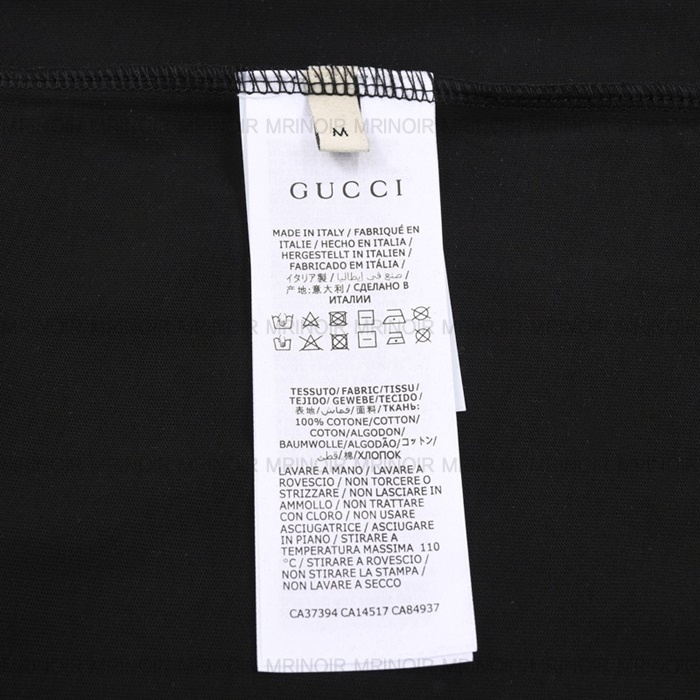 M
GUCCI
MADE IN ITALY / FABRIQUÉ EN
ITALIE / HECHO EN ITALIA /
HERGESTELLT IN ITALIEN /
FABRICADO EM ITÁLIA /
イタリア製 / صنع في إيطاليا /
产地:意大利 / СДЕЛАНО В
ИТАЛИИ
MRINOIR MRINOIR MRINOIR
TESSUTO/FABRIC/TISSU/
TEJIDO/GEWEBE/TECIDO/
表地/قماش/面料/ТКАНЬ:
100% COTONE/COTTON/
COTON/ALGODON/
BAUMWOLLE/ALGODÃO/コットン/
قطن/棉/ХЛОПОК
LAVARE A MANO / LAVARE A
ROVESCIO / NON TORCERE O
STRIZZARE / NON LASCIARE IN
AMMOLLO / NON TRATTARE
CON CLORO / NON USARE
ASCIUGATRICE / ASCIUGARE
IN PIANO / STIRARE A
TEMPERATURA MASSIMA 110
°C / STIRARE A ROVESCIO /
NON STIRARE LA STAMPA /
NON LAVARE A SECCO
CA37394 CA14517 CA84937